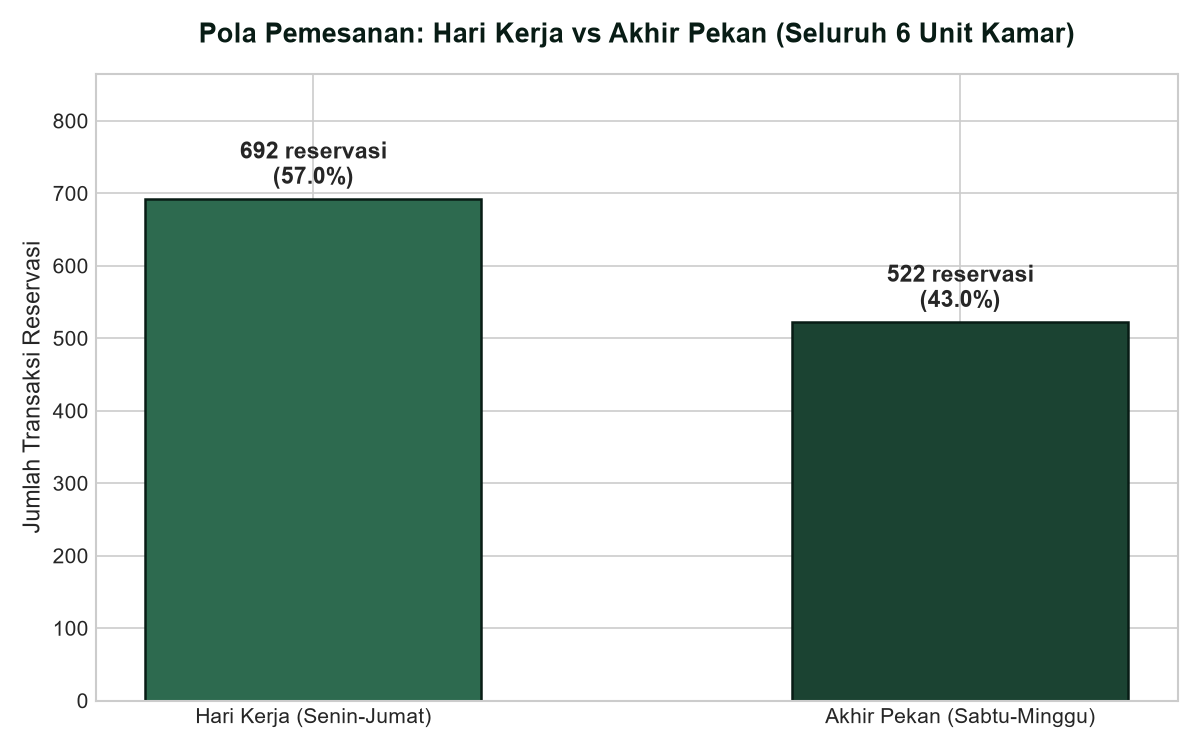 Pola Pemesanan: Hari Kerja vs Akhir Pekan (Seluruh 6 Unit Kamar)
Jumlah Transaksi Reservasi
800
700
600
500
400
300
200
100
0
692 reservasi
(57.0%)
522 reservasi
(43.0%)
Hari Kerja (Senin-Jumat)
Akhir Pekan (Sabtu-Minggu)